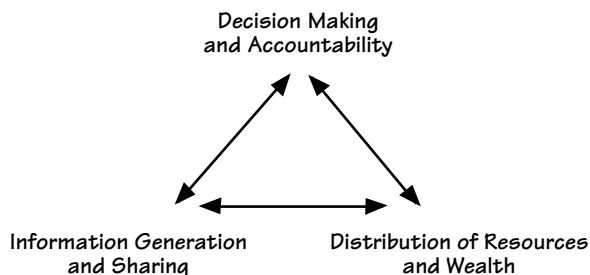 Decision Making
and Accountability
Information Generation
and Sharing
Distribution of Resources
and Wealth